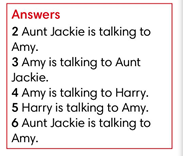 Answers
2 Aunt Jackie is talking to
Amy.
3 Amy is talking to Aunt
Jackie.
4 Amy is talking to Harry.
5 Harry is talking to Amy.
6 Aunt Jackie is talking to
Amy.